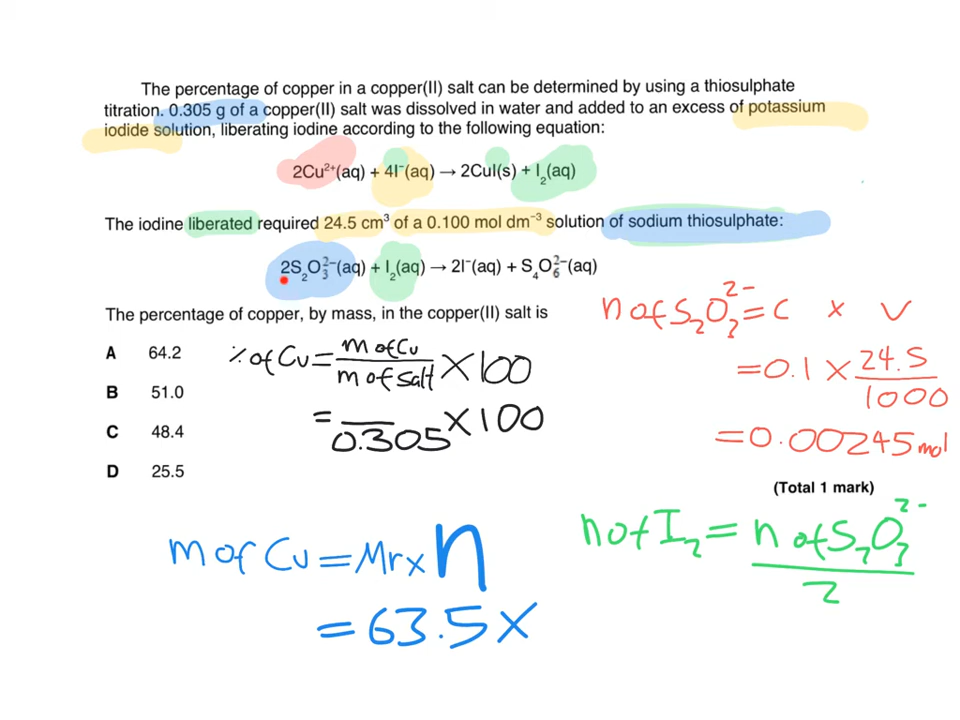 The percentage of copper in a copper(II) salt can be determined by using a thiosulphate
titration. 0.305 g of a copper(II) salt was dissolved in water and added to an excess of potassium
iodide solution, liberating iodine according to the following equation:
2Cu²⁺(aq) + 4I⁻(aq) → 2CuI(s) + I₂(aq)
The iodine liberated required 24.5 cm³ of a 0.100 mol dm⁻³ solution of sodium thiosulphate:
2S₂O₃²⁻(aq) + I₂(aq) → 2I⁻(aq) + S₄O₆²⁻(aq)
The percentage of copper, by mass, in the copper(II) salt is
A 64.2
B 51.0
C 48.4
D 25.5
% of Cu = m of Cu / m of salt × 100
= / 0.305 × 100
n of S₂O₃²⁻ = C × V
= 0.1 × 24.5 / 1000
= 0.00245 mol
(Total 1 mark)
n of I₂ = n of S₂O₃²⁻ / 2
m of Cu = Mr × n
= 63.5 ×